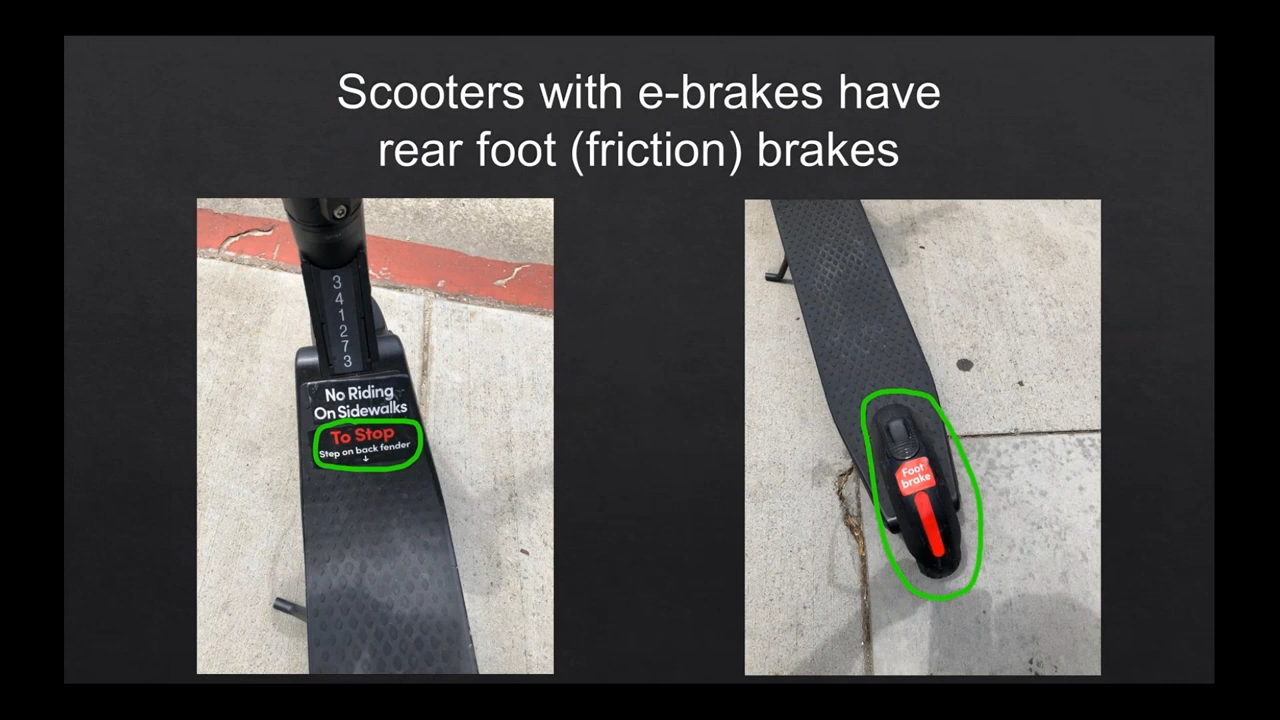 Scooters with e-brakes have
rear foot (friction) brakes
3
4
1
2
7
3
No Riding
On Sidewalks
To Stop
Step on back fender
↓
Foot
brake